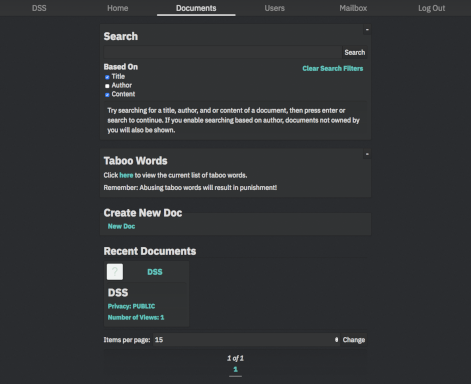 DSS Home Documents Users Mailbox Log Out
Search
Search
Based On
Clear Search Filters
Title
Author
Content
Try searching for a title, author, and or content of a document, then press enter or
search to continue. If you enable searching based on author, documents not owned by
you will also be shown.
Taboo Words
Click here to view the current list of taboo words.
Remember: Abusing taboo words will result in punishment!
Create New Doc
New Doc
Recent Documents
? DSS
DSS
Privacy: PUBLIC
Number of Views: 1
Items per page: 15 Change
1 of 1
1